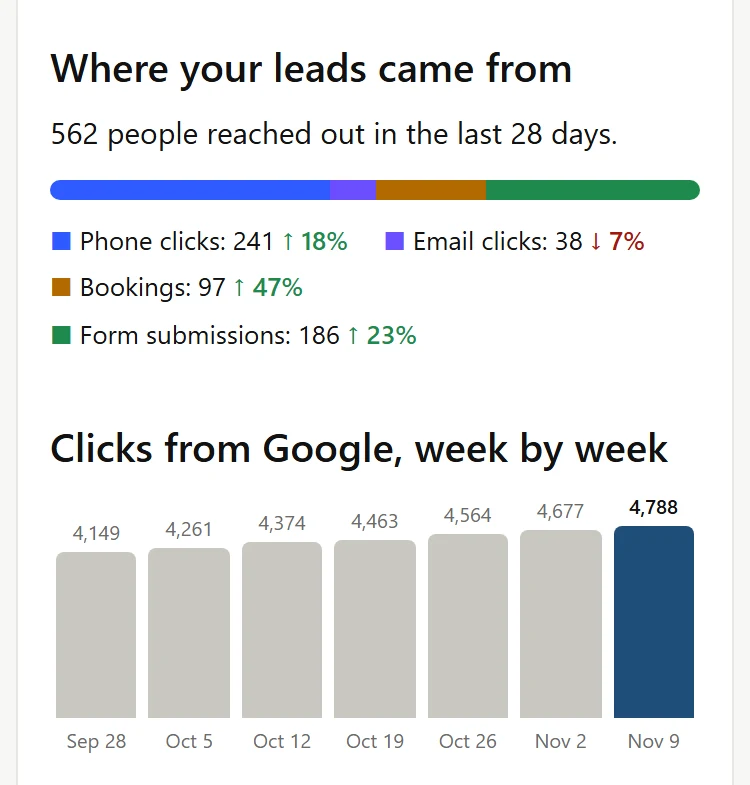 Where your leads came from
562 people reached out in the last 28 days.
Phone clicks: 241 ↑ 18% Email clicks: 38 ↓ 7%
Bookings: 97 ↑ 47%
Form submissions: 186 ↑ 23%
Clicks from Google, week by week
4,149 4,261 4,374 4,463 4,564 4,677 4,788
Sep 28 Oct 5 Oct 12 Oct 19 Oct 26 Nov 2 Nov 9